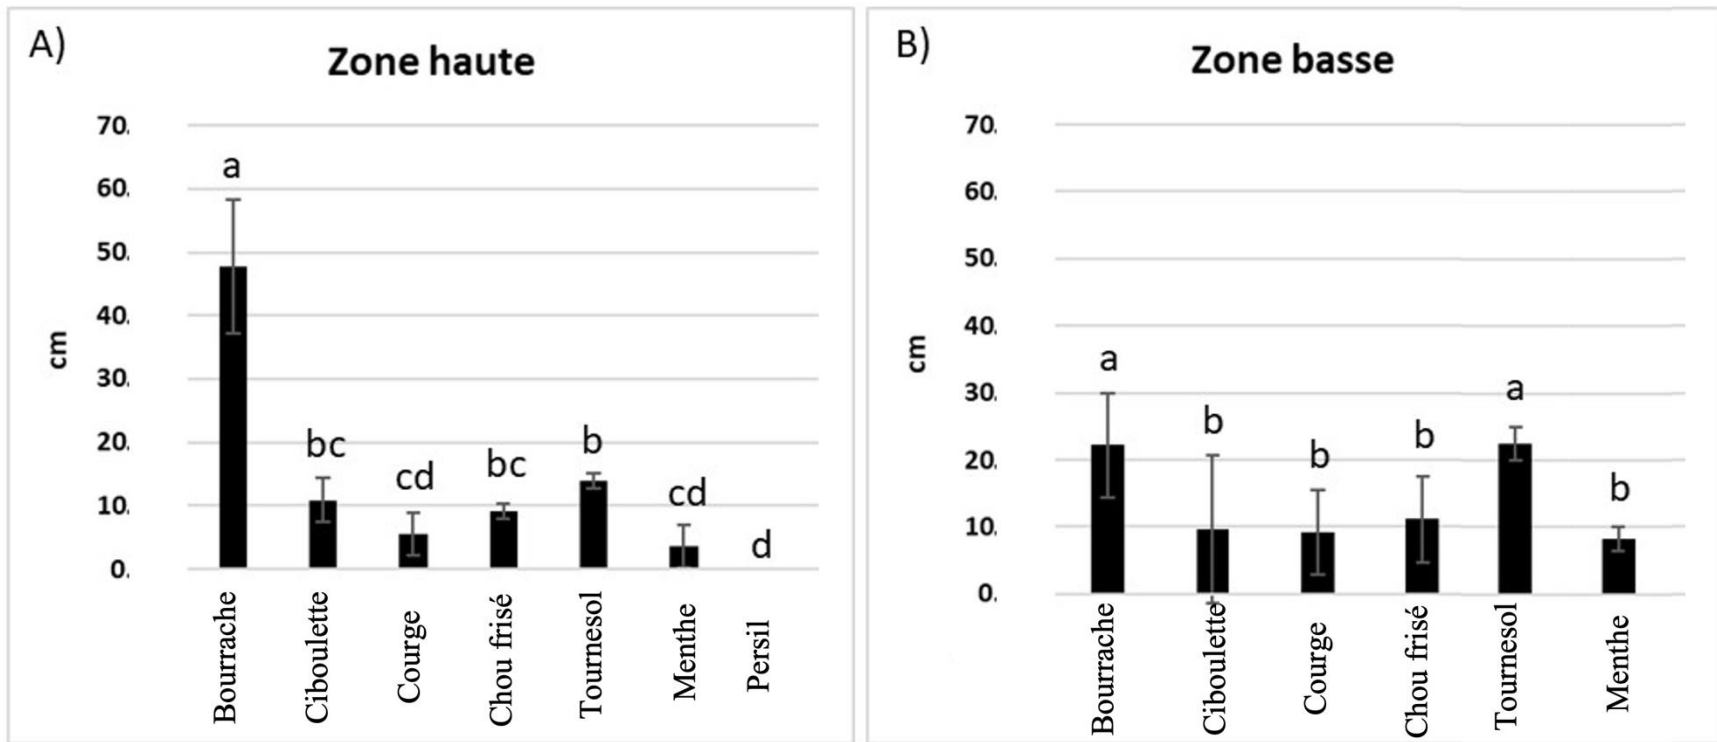 A)
Zone haute
70.
60.
50.
40.
30.
20.
10.
0.
cm
a
bc
cd
bc
b
cd
d
Bourrache
Ciboulette
Courge
Chou frisé
Tournesol
Menthe
Persil
B)
Zone basse
70.
60.
50.
40.
30.
20.
10.
0.
cm
a
b
b
b
a
b
Bourrache
Ciboulette
Courge
Chou frisé
Tournesol
Menthe